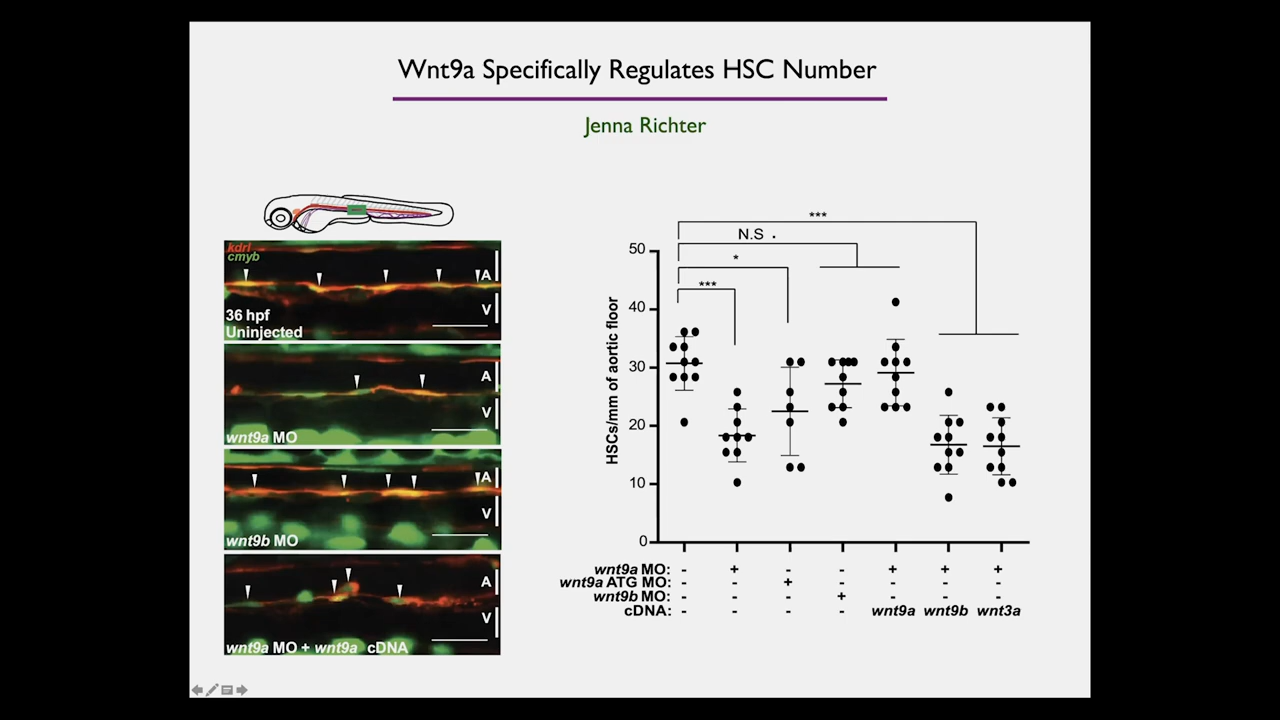 Wnt9a Specifically Regulates HSC Number
Jenna Richter
kdrl
cmyb
A
V
36 hpf
Uninjected
A
V
wnt9a MO
A
V
wnt9b MO
A
V
wnt9a MO + wnt9a cDNA
***
N.S.
*
***
HSCs/mm of aortic floor
50
40
30
20
10
0
wnt9a MO: - + - - + + +
wnt9a ATG MO: - - + - - - -
wnt9b MO: - - - + - - -
cDNA: - - - - wnt9a wnt9b wnt3a